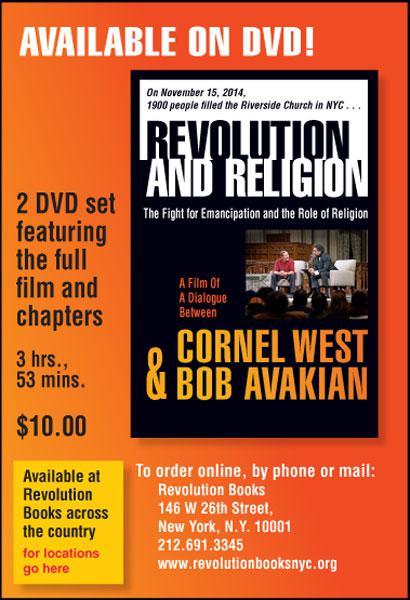 AVAILABLE ON DVD!
On November 15, 2014,
1900 people filled the Riverside Church in NYC . . .
REVOLUTION
AND RELIGION
The Fight for Emancipation and the Role of Religion
A Film Of
A Dialogue
Between
CORNEL WEST
& BOB AVAKIAN
2 DVD set
featuring
the full
film and
chapters
3 hrs.,
53 mins.
$10.00
Available at
Revolution
Books across
the country
for locations
go here
To order online, by phone or mail:
Revolution Books
146 W 26th Street,
New York, N.Y. 10001
212.691.3345
www.revolutionbooksnyc.org